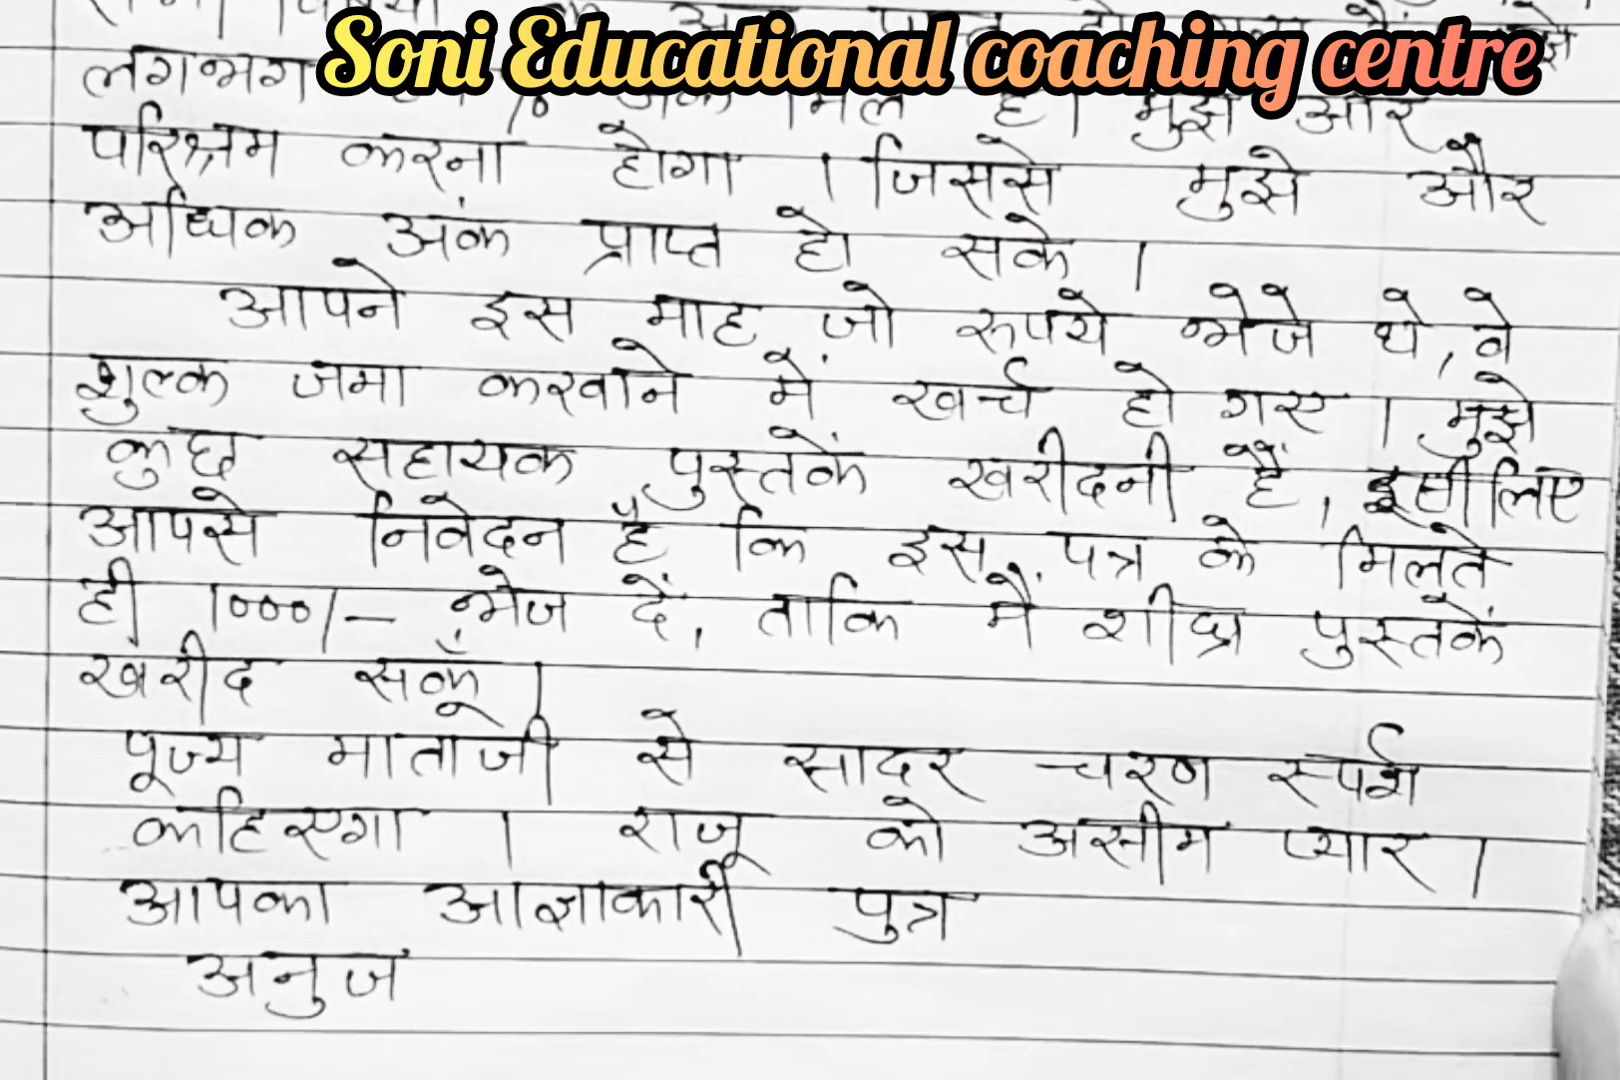 Soni Educational coaching centre
लगभग % अंक मिले है। मुझे और
परिश्रम करना होगा । जिससे मुझे और
अधिक अंक प्राप्त हो सके ।
आपने इस माह जो रूपये भेजे थे, वे
शुल्क जमा करवाने में खर्च हो गए । मुझे
कुछ सहायक पुस्तकें खरीदनी हैं, इसीलिए
आपसे निवेदन है कि इस पत्र के मिलते
ही 1000/- भेज दें, ताकि मैं शीघ्र पुस्तकें
खरीद सकूँ ।
पूज्य माताजी से सादर चरण स्पर्श
कहिएगा । राजू को असीम प्यार ।
आपका आज्ञाकारी पुत्र
अनुज